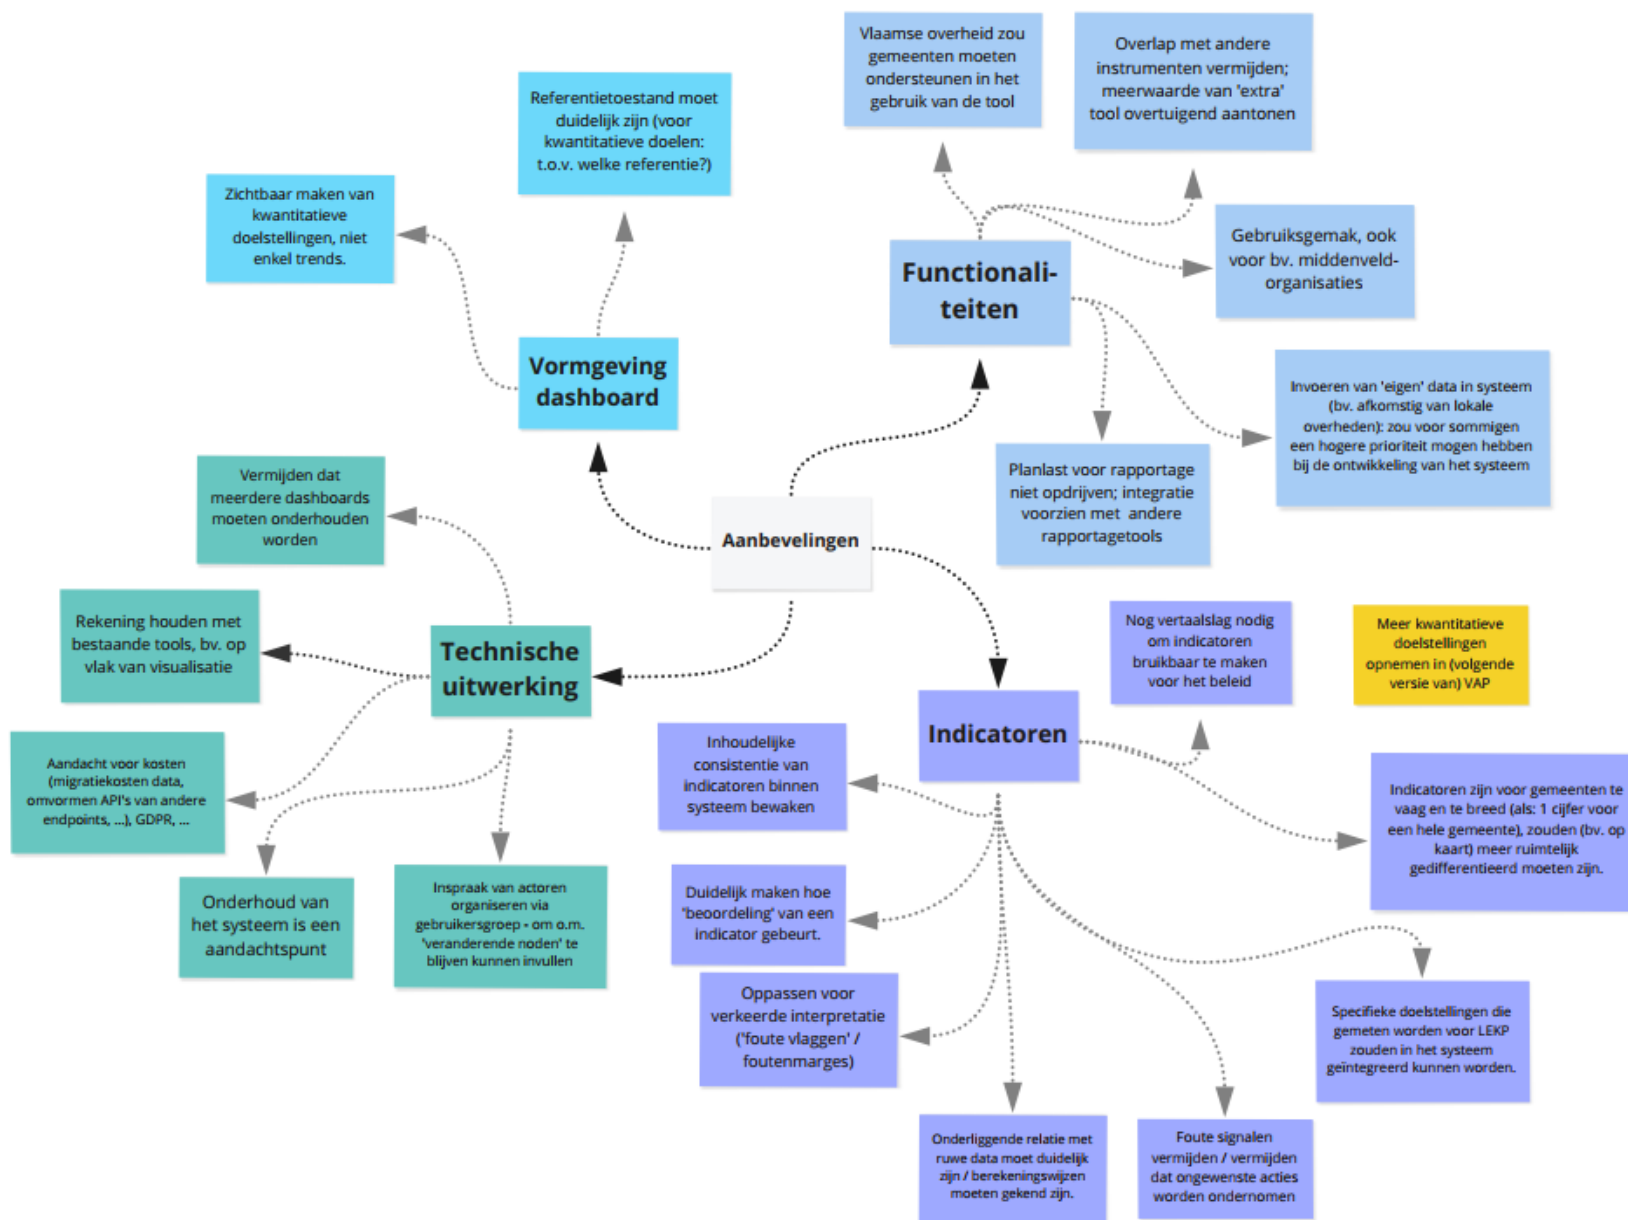 Vlaamse overheid zou
gemeenten moeten
ondersteunen in het
gebruik van de tool
Overlap met andere
instrumenten vermijden;
meerwaarde van 'extra'
tool overtuigend aantonen
Referentietoestand moet
duidelijk zijn (voor
kwantitatieve doelen:
t.o.v. welke referentie?)
Zichtbaar maken van
kwantitatieve
doelstellingen, niet
enkel trends.
Gebruiksgemak, ook
voor bv. middenveld-
organisaties
Functionali-
teiten
Vormgeving
dashboard
Invoeren van 'eigen' data in systeem
(bv. afkomstig van lokale
overheden): zou voor sommigen
een hogere prioriteit mogen hebben
bij de ontwikkeling van het systeem
Planlast voor rapportage
niet opdrijven; integratie
voorzien met andere
rapportagetools
Vermijden dat
meerdere dashboards
moeten onderhouden
worden
Aanbevelingen
Rekening houden met
bestaande tools, bv. op
vlak van visualisatie
Technische
uitwerking
Nog vertaalslag nodig
om indicatoren
bruikbaar te maken
voor het beleid
Meer kwantitatieve
doelstellingen
opnemen in (volgende
versie van) VAP
Indicatoren
Inhoudelijke
consistentie van
indicatoren binnen
systeem bewaken
Aandacht voor kosten
(migratiekosten data,
omvormen API's van andere
endpoints, ...), GDPR, ...
Indicatoren zijn voor gemeenten te
vaag en te breed (als: 1 cijfer voor
een hele gemeente), zouden (bv. op
kaart) meer ruimtelijk
gedifferentieerd moeten zijn.
Onderhoud van
het systeem is een
aandachtspunt
Inspraak van actoren
organiseren via
gebruikersgroep - om o.m.
'veranderende noden' te
blijven kunnen invullen
Duidelijk maken hoe
'beoordeling' van een
indicator gebeurt.
Oppassen voor
verkeerde interpretatie
('foute vlaggen' /
foutenmarges)
Specifieke doelstellingen die
gemeten worden voor LEKP
zouden in het systeem
geïntegreerd kunnen worden.
Onderliggende relatie met
ruwe data moet duidelijk
zijn / berekeningswijzen
moeten gekend zijn.
Foute signalen
vermijden / vermijden
dat ongewenste acties
worden ondernomen